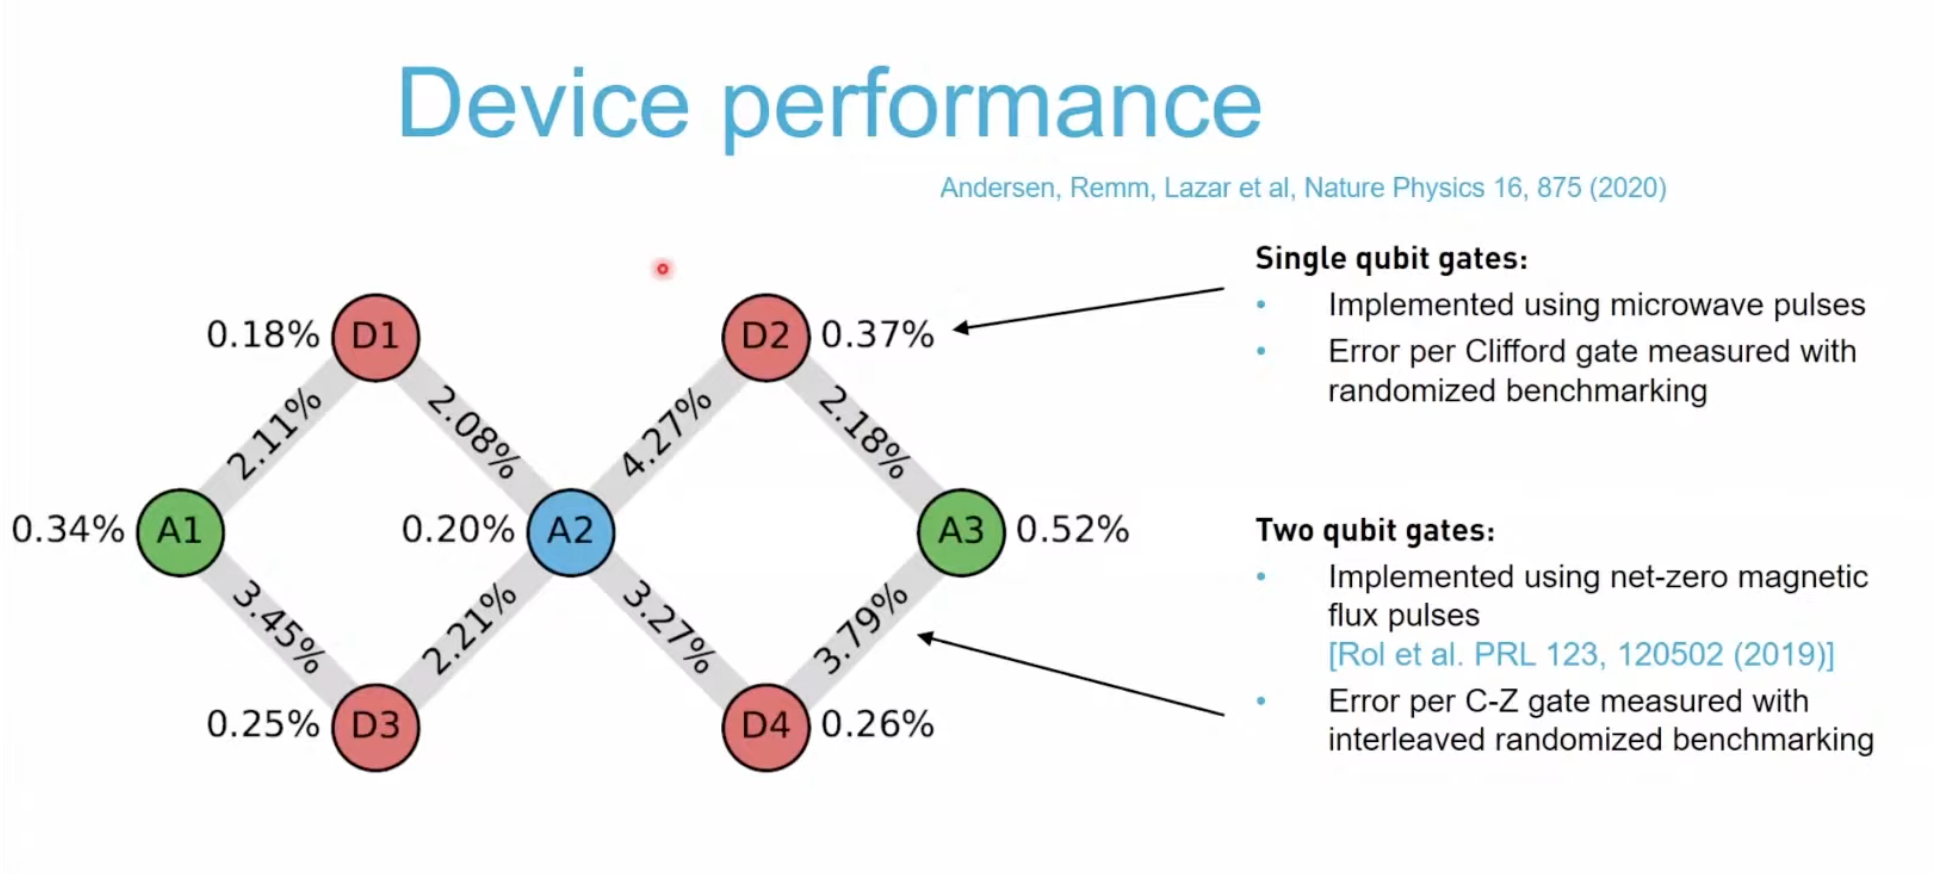 Device performance
Andersen, Remm, Lazar et al, Nature Physics 16, 875 (2020)
0.18% D1
D2 0.37%
2.11%
2.08%
4.27%
2.18%
0.34% A1
0.20% A2
A3 0.52%
3.45%
2.21%
3.27%
3.79%
0.25% D3
D4 0.26%
Single qubit gates:
• Implemented using microwave pulses
• Error per Clifford gate measured with
randomized benchmarking
Two qubit gates:
• Implemented using net-zero magnetic
flux pulses
[Rol et al. PRL 123, 120502 (2019)]
• Error per C-Z gate measured with
interleaved randomized benchmarking